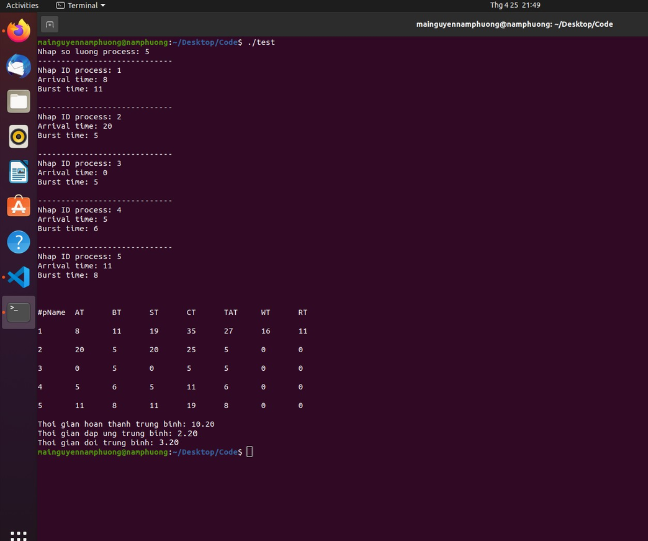 Activities Terminal Thg 4 25 21:49
mainguyennamphuong@namphuong: ~/Desktop/Code
mainguyennamphuong@namphuong:~/Desktop/Code$ ./test
Nhap so luong process: 5
----------------------------
Nhap ID process: 1
Arrival time: 8
Burst time: 11
----------------------------
Nhap ID process: 2
Arrival time: 20
Burst time: 5
----------------------------
Nhap ID process: 3
Arrival time: 0
Burst time: 5
----------------------------
Nhap ID process: 4
Arrival time: 5
Burst time: 6
----------------------------
Nhap ID process: 5
Arrival time: 11
Burst time: 8
#pName AT BT ST CT TAT WT RT
1 8 11 19 35 27 16 11
2 20 5 20 25 5 0 0
3 0 5 0 5 5 0 0
4 5 6 5 11 6 0 0
5 11 8 11 19 8 0 0
Thoi gian hoan thanh trung binh: 10.20
Thoi gian dap ung trung binh: 2.20
Thoi gian doi trung binh: 3.20
mainguyennamphuong@namphuong:~/Desktop/Code$